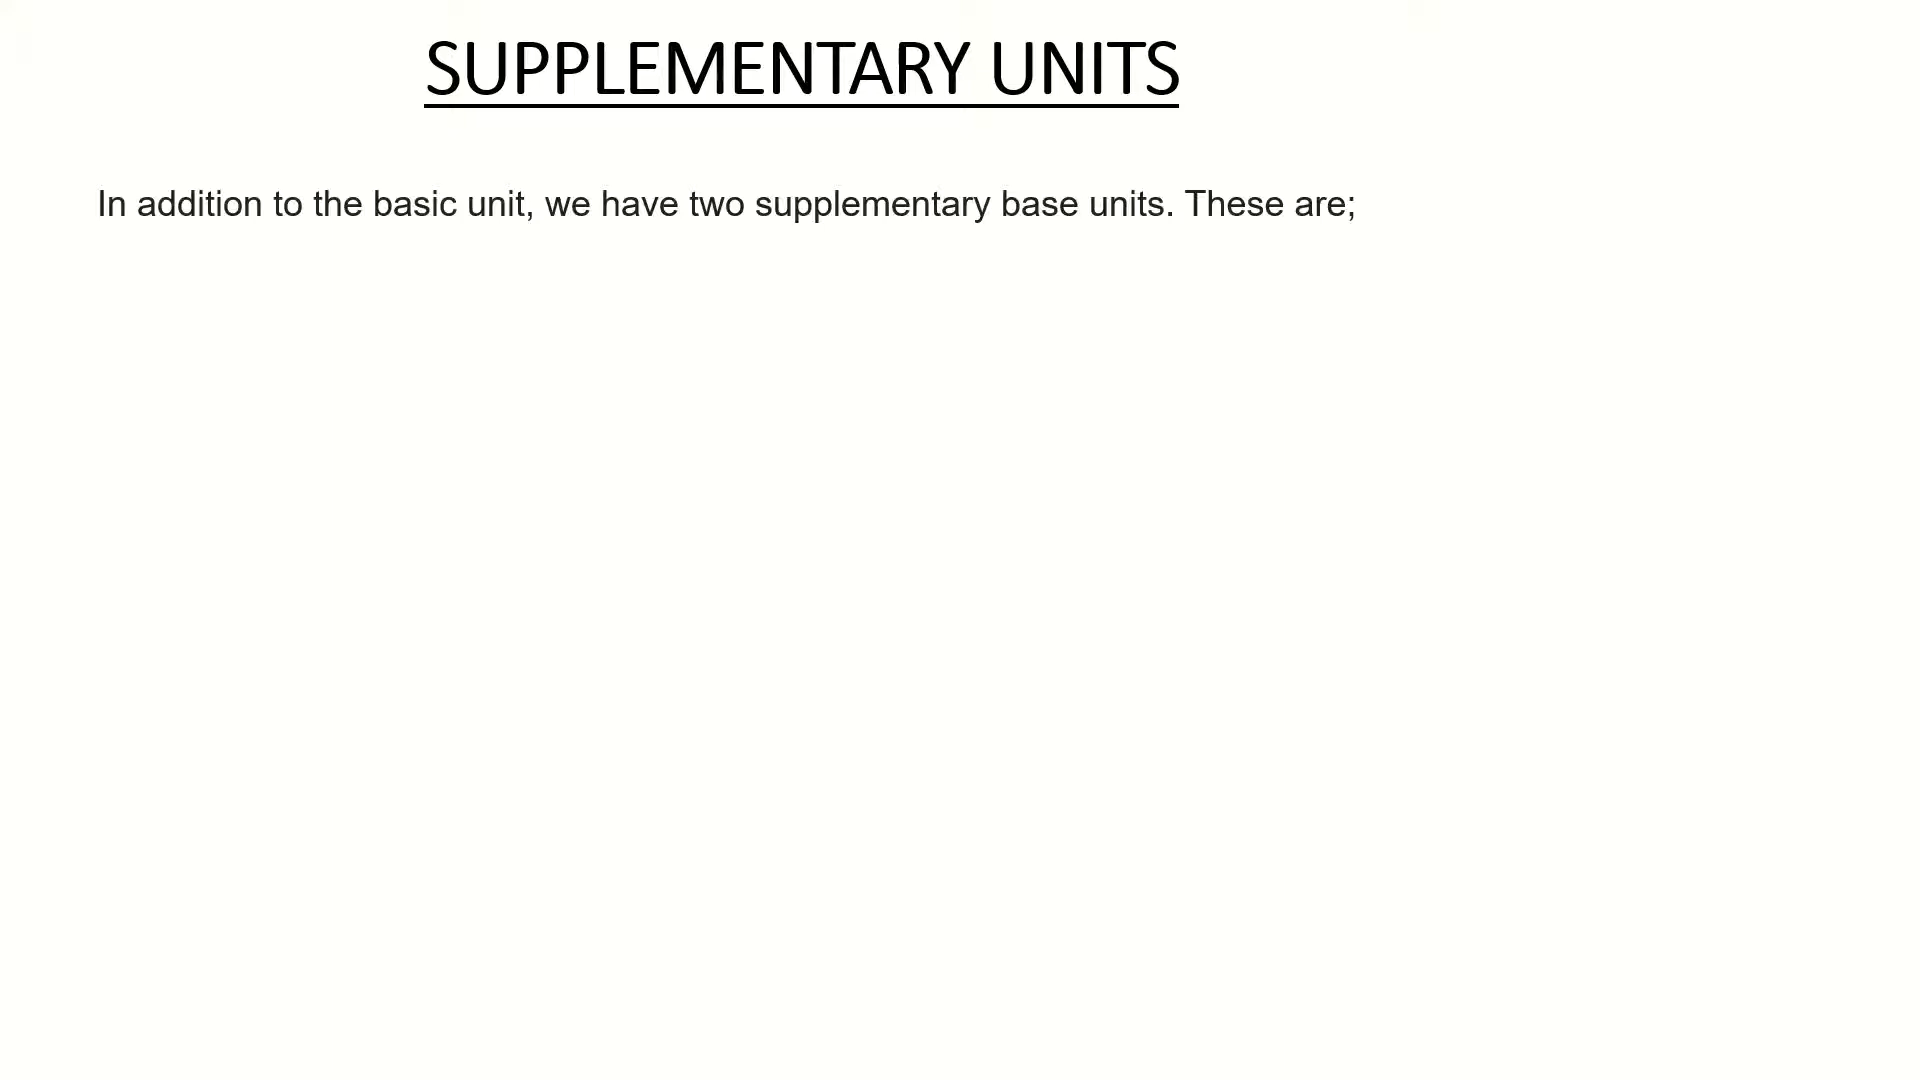 SUPPLEMENTARY UNITS
In addition to the basic unit, we have two supplementary base units. These are;